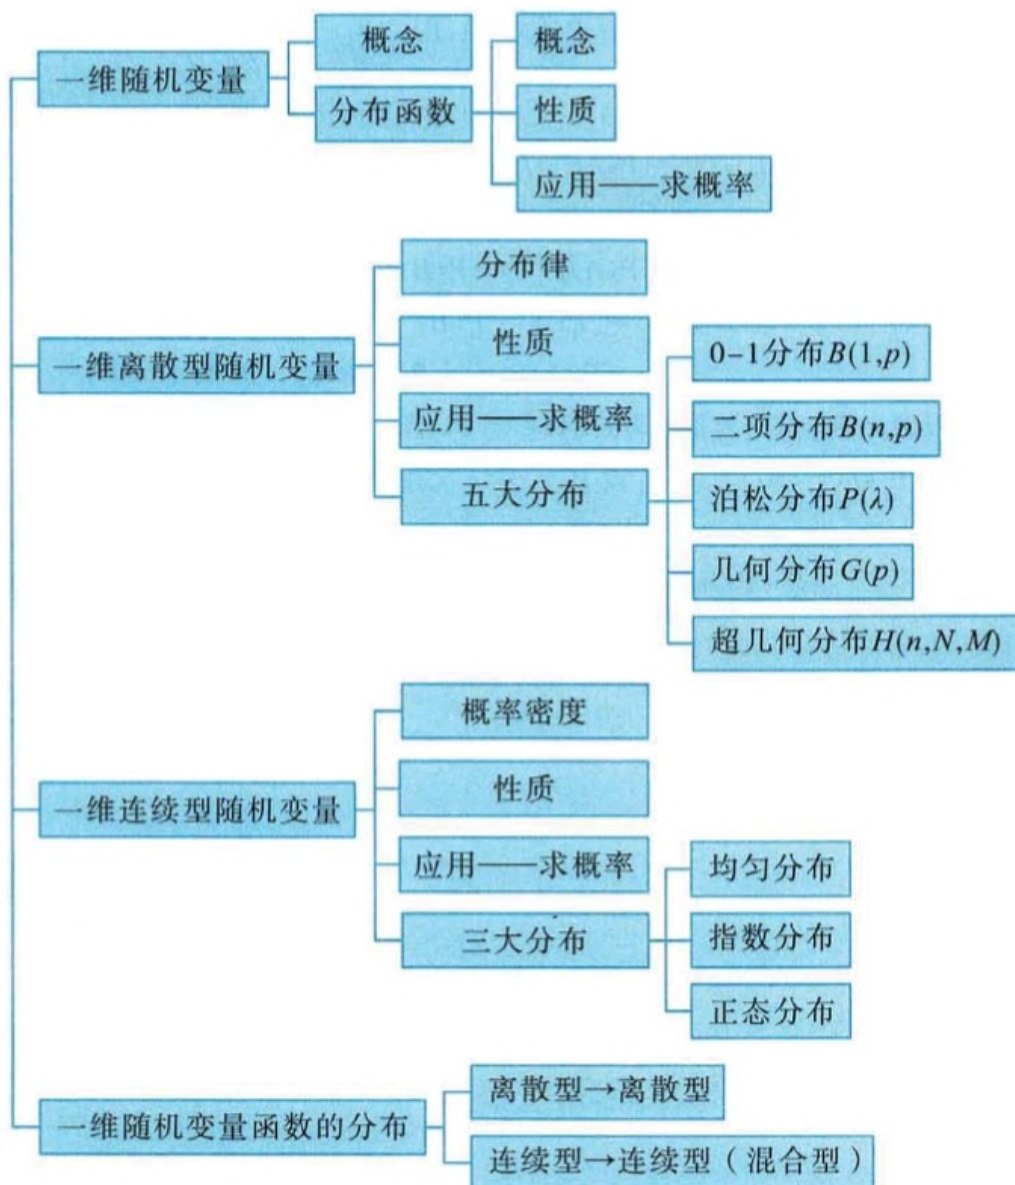 一维随机变量
概念
分布函数
概念
性质
应用——求概率
一维离散型随机变量
分布律
性质
应用——求概率
五大分布
0-1分布B(1,p)
二项分布B(n,p)
泊松分布P(λ)
几何分布G(p)
超几何分布H(n,N,M)
一维连续型随机变量
概率密度
性质
应用——求概率
三大分布
均匀分布
指数分布
正态分布
一维随机变量函数的分布
离散型→离散型
连续型→连续型（混合型）